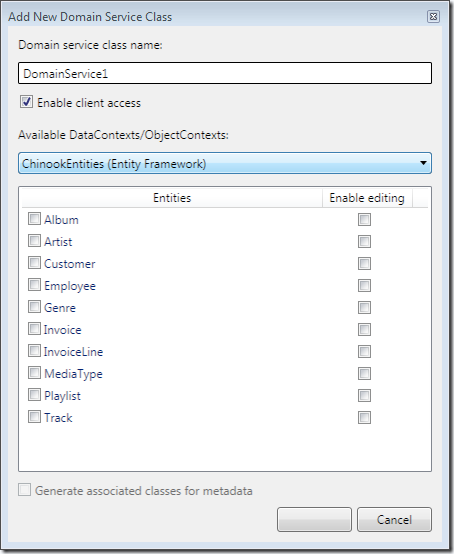 Add New Domain Service Class
Domain service class name:
DomainService1
Enable client access
Available DataContexts/ObjectContexts:
ChinookEntities (Entity Framework)
Entities Enable editing
Album
Artist
Customer
Employee
Genre
Invoice
InvoiceLine
MediaType
Playlist
Track
Generate associated classes for metadata
Cancel